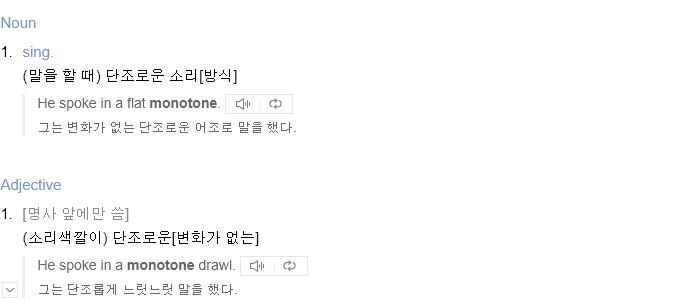 Noun
1. sing.
(말을 할 때) 단조로운 소리[방식]
He spoke in a flat monotone.
그는 변화가 없는 단조로운 어조로 말을 했다.
Adjective
1. [명사 앞에만 씀]
(소리·색깔이) 단조로운[변화가 없는]
He spoke in a monotone drawl.
그는 단조롭게 느릿느릿 말을 했다.